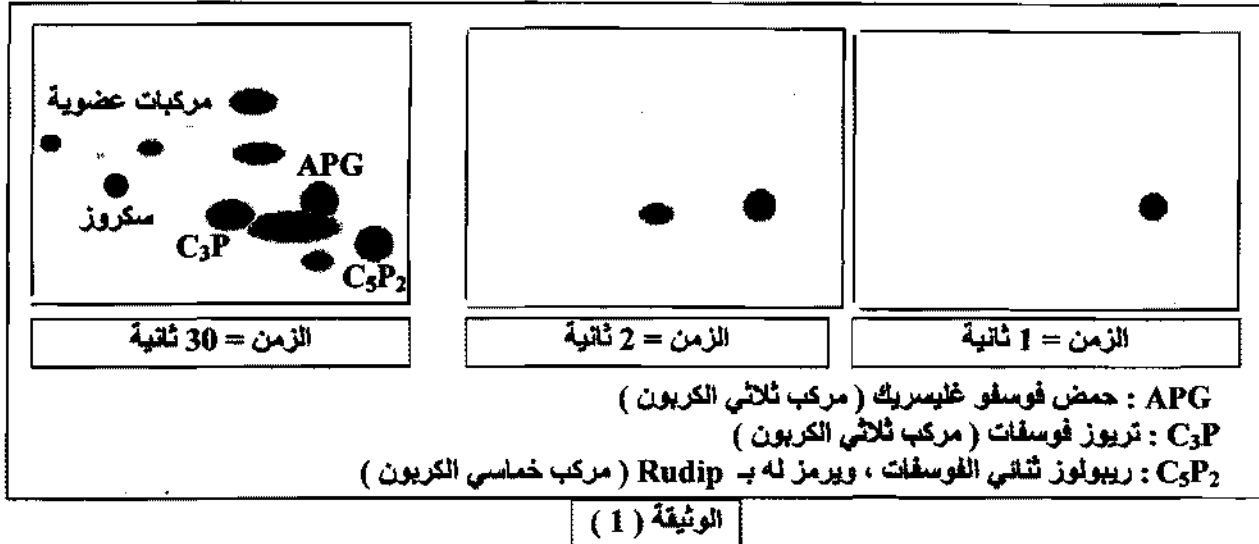 مركبات عضوية
APG
سكروز
C₃P
C₅P₂
الزمن = 1 ثانية
الزمن = 2 ثانية
الزمن = 30 ثانية
APG : حمض فوسفو غليسريك ( مركب ثلاثي الكربون )
C₃P : تريوز فوسفات ( مركب ثلاثي الكربون )
C₅P₂ : ريبولوز ثنائي الفوسفات ، ويرمز له بـ Rudip ( مركب خماسي الكربون )
الوثيقة ( 1 )